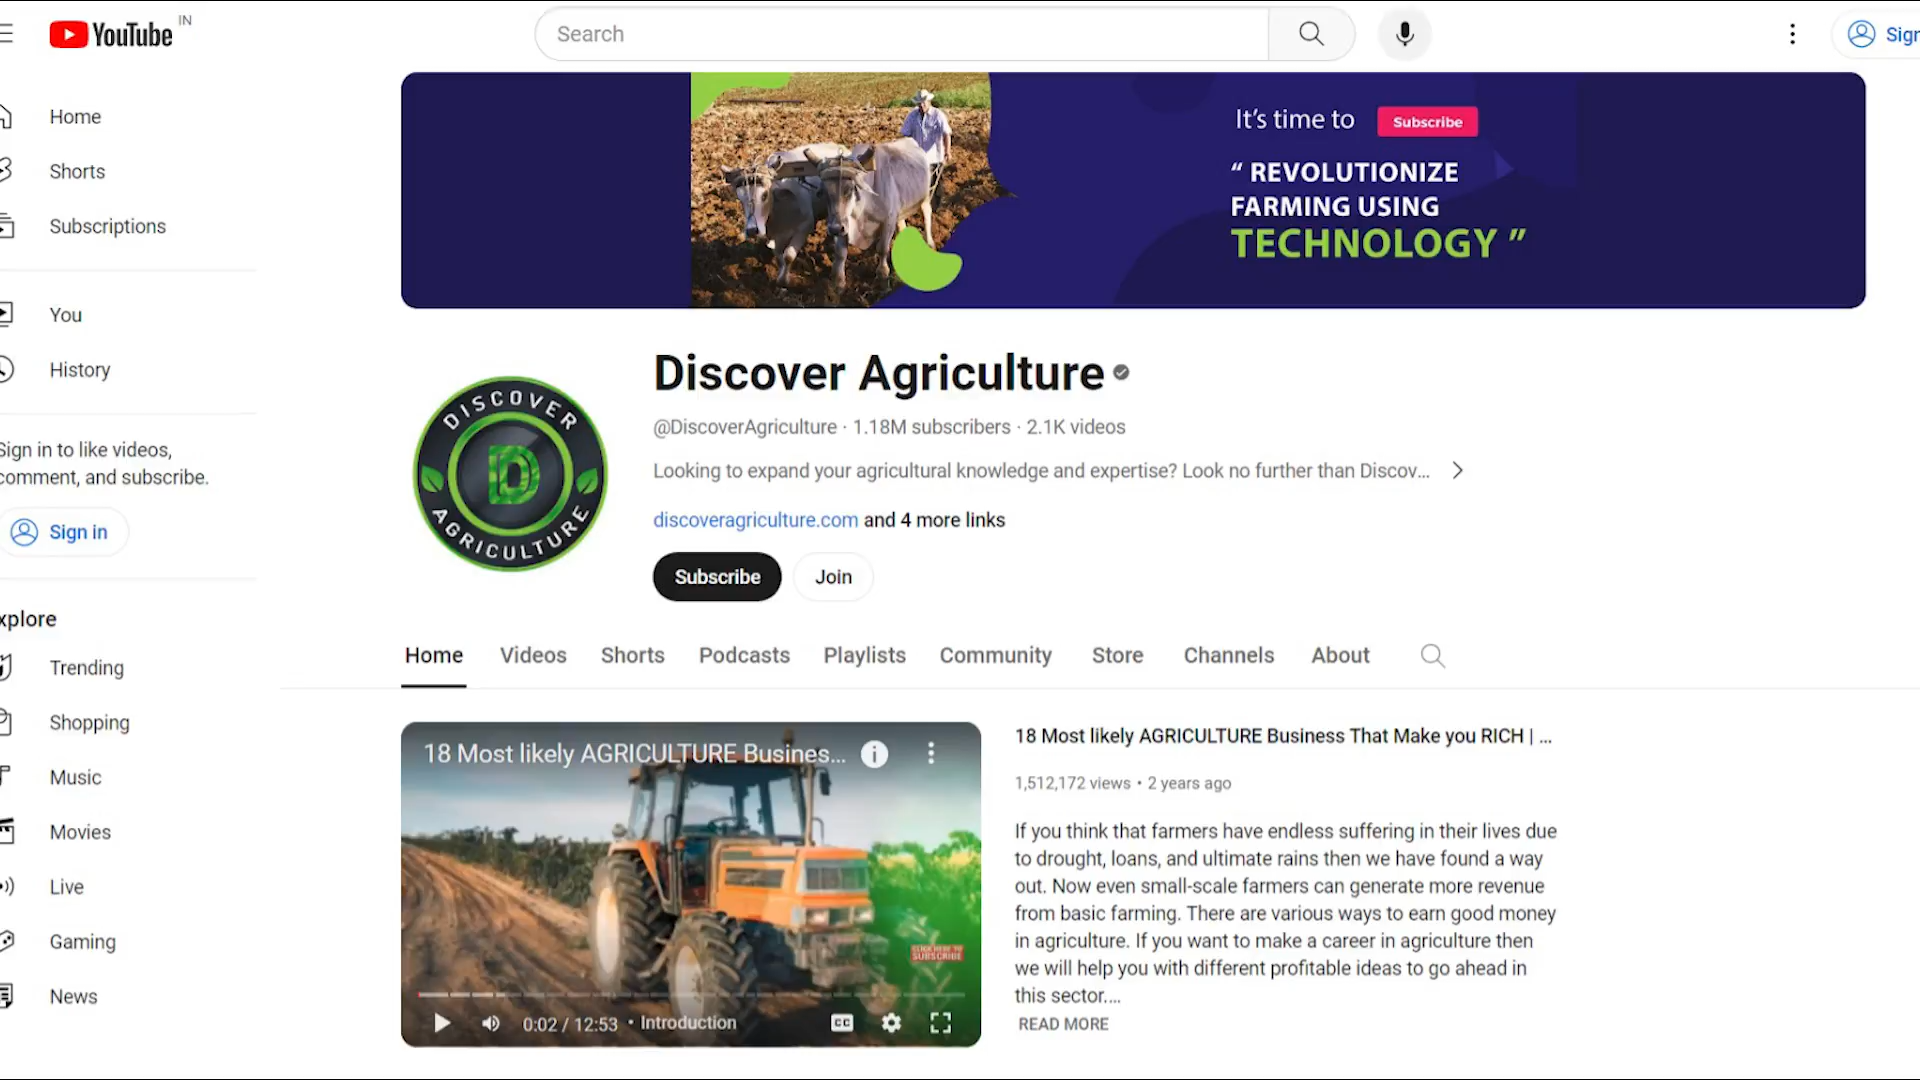 YouTube IN
Search
Sign
Home
Shorts
Subscriptions
You
History
Sign in to like videos,
comment, and subscribe.
Sign in
xplore
Trending
Shopping
Music
Movies
Live
Gaming
News
It's time to Subscribe
“ REVOLUTIONIZE
FARMING USING
TECHNOLOGY ”
DISCOVER
D
AGRICULTURE
Discover Agriculture
@DiscoverAgriculture · 1.18M subscribers · 2.1K videos
Looking to expand your agricultural knowledge and expertise? Look no further than Discov...
discoveragriculture.com and 4 more links
Subscribe Join
Home Videos Shorts Podcasts Playlists Community Store Channels About
18 Most likely AGRICULTURE Busines...
CLICK HERE TO
SUBSCRIBE
0:02 / 12:53 • Introduction
CC
18 Most likely AGRICULTURE Business That Make you RICH | ...
1,512,172 views • 2 years ago
If you think that farmers have endless suffering in their lives due
to drought, loans, and ultimate rains then we have found a way
out. Now even small-scale farmers can generate more revenue
from basic farming. There are various ways to earn good money
in agriculture. If you want to make a career in agriculture then
we will help you with different profitable ideas to go ahead in
this sector....
READ MORE